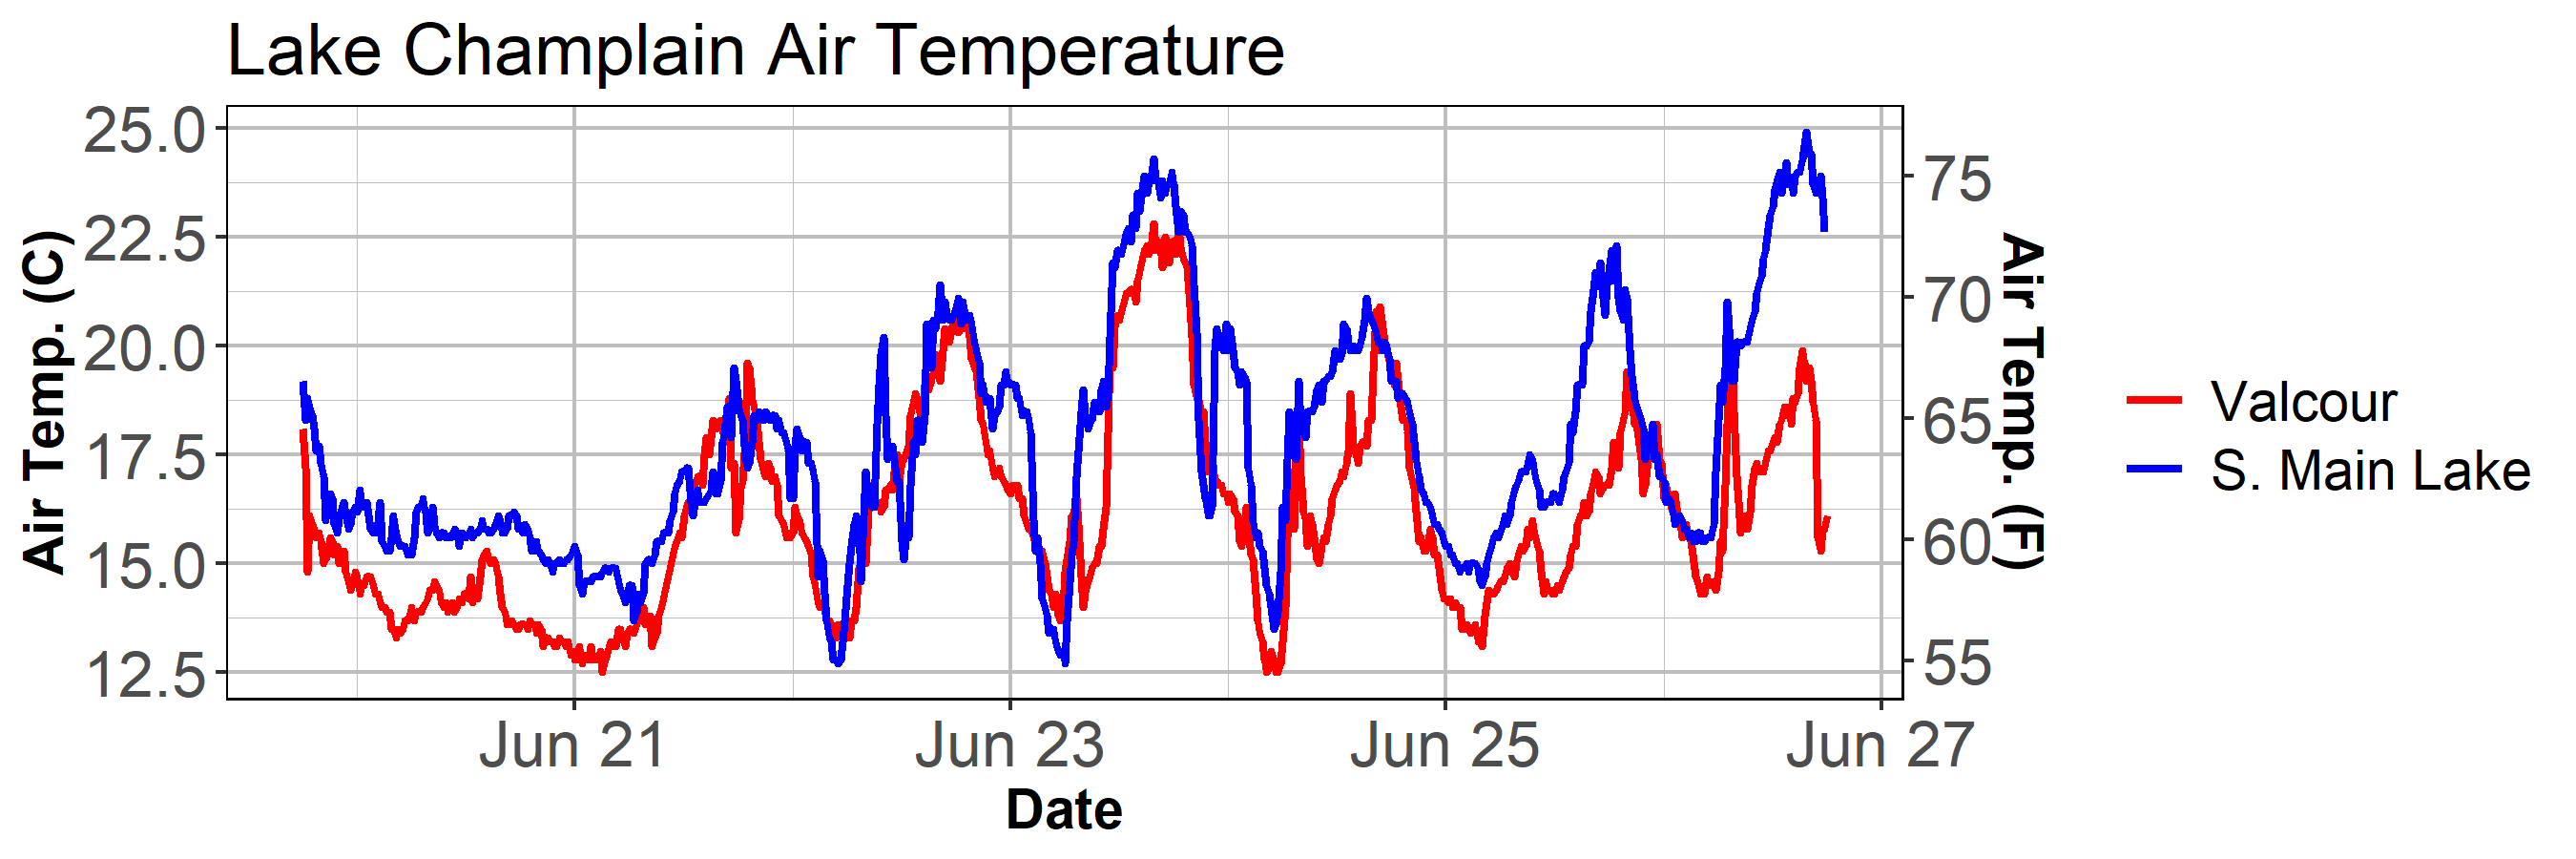 Lake Champlain Air Temperature
Air Temp. (C)
25.0
22.5
20.0
17.5
15.0
12.5
75
70
65
60
55
Air Temp. (F)
Jun 21
Jun 23
Jun 25
Jun 27
Date
Valcour
S. Main Lake